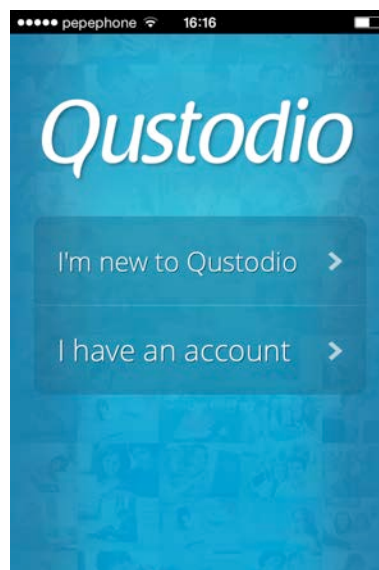 pepephone 16:16
Qustodio
I'm new to Qustodio
I have an account